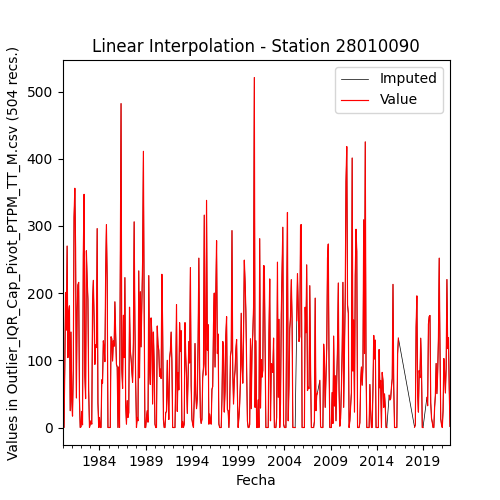 Linear Interpolation - Station 28010090
Values in Outlier_IQR_Cap_Pivot_PTPM_TT_M.csv (504 recs.)
500
400
300
200
100
0
Imputed
Value
1984 1989 1994 1999 2004 2009 2014 2019
Fecha